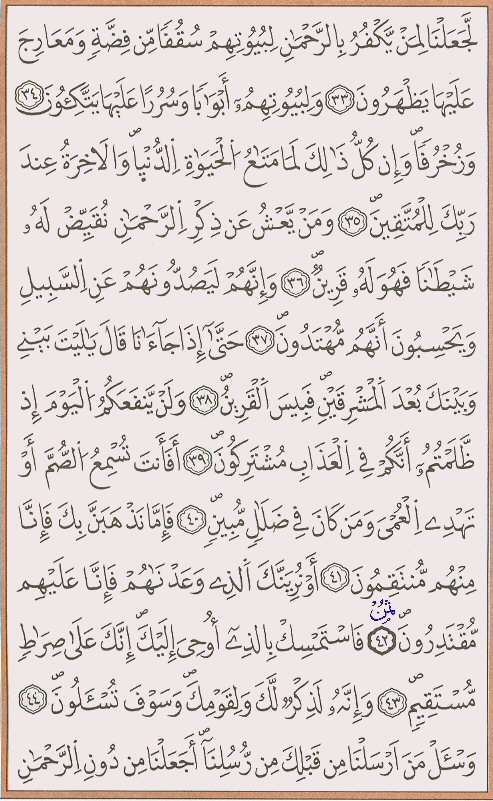 لَّجَعَلْنَا لِمَنْ يَّكْفُرُ بِالرَّحْمَٰنِ لِبُيُوتِهِمْ سُقُفًا مِّن فِضَّةٍ وَمَعَارِجَ
عَلَيْهَا يَظْهَرُونَ ٣٣ وَلِبُيُوتِهِمُۥٓ أَبْوَٰبًا وَسُرُرًا عَلَيْهَا يَتَّكِـُٔونَ ٣٤
وَزُخْرُفًا وَإِن كُلُّ ذَٰلِكَ لَمَا مَتَٰعُ الْحَيَوٰةِ الدُّنْيَا وَالَاخِرَةُ عِندَ
رَبِّكَ لِلْمُتَّقِينَ ٣٥ وَمَنْ يَّعْشُ عَن ذِكْرِ الرَّحْمَٰنِ نُقَيِّضْ لَهُۥ
شَيْطَٰنًا فَهُوَ لَهُۥ قَرِينٌ ٣٦ وَإِنَّهُمْ لَيَصُدُّونَهُمْ عَنِ السَّبِيلِ
وَيَحْسِبُونَ أَنَّهُم مُّهْتَدُونَ ٣٧ حَتَّىٰٓ إِذَا جَآءَٰنَا قَالَ يَٰلَيْتَ بَيْنِے
وَبَيْنَكَ بُعْدَ الْمَشْرِقَيْنِ فَبِيسَ الْقَرِينُ ٣٨ وَلَنْ يَّنفَعَكُمُ الْيَوْمَ إِذ
ظَّلَمْتُمُۥٓ أَنَّكُمْ فِے الْعَذَابِ مُشْتَرِكُونَ ٣٩ أَفَأَنتَ تُسْمِعُ الصُّمَّ أَوْ
تَهْدِے الْعُمْىَ وَمَن كَانَ فِے ضَلَٰلٍ مُّبِينٍ ٤٠ فَإِمَّا نَذْهَبَنَّ بِكَ فَإِنَّا
مِنْهُم مُّنتَقِمُونَ ٤١ أَوْ نُرِيَنَّكَ الَّذِے وَعَدْنَٰهُمْ فَإِنَّا عَلَيْهِم
ثمن
مُّقْتَدِرُونَ ٤٢ فَاسْتَمْسِكْ بِالَّذِےٓ أُوحِىَ إِلَيْكَ إِنَّكَ عَلَىٰ صِرَٰطٍ
مُّسْتَقِيمٍ ٤٣ وَإِنَّهُۥ لَذِكْرٌ لَّكَ وَلِقَوْمِكَ وَسَوْفَ تُسْـَٔلُونَ ٤٤
وَسْـَٔلْ مَنَ اَرْسَلْنَا مِن قَبْلِكَ مِن رُّسُلِنَآ أَجَعَلْنَا مِن دُونِ الرَّحْمَٰنِ